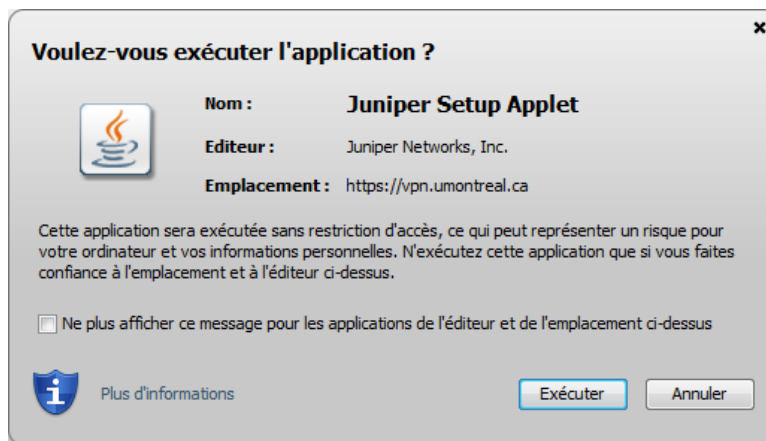 Voulez-vous exécuter l'application ?
Nom : Juniper Setup Applet
Editeur : Juniper Networks, Inc.
Emplacement : https://vpn.umontreal.ca
Cette application sera exécutée sans restriction d'accès, ce qui peut représenter un risque pour
votre ordinateur et vos informations personnelles. N'exécutez cette application que si vous faites
confiance à l'emplacement et à l'éditeur ci-dessus.
Ne plus afficher ce message pour les applications de l'éditeur et de l'emplacement ci-dessus
Plus d'informations Exécuter Annuler